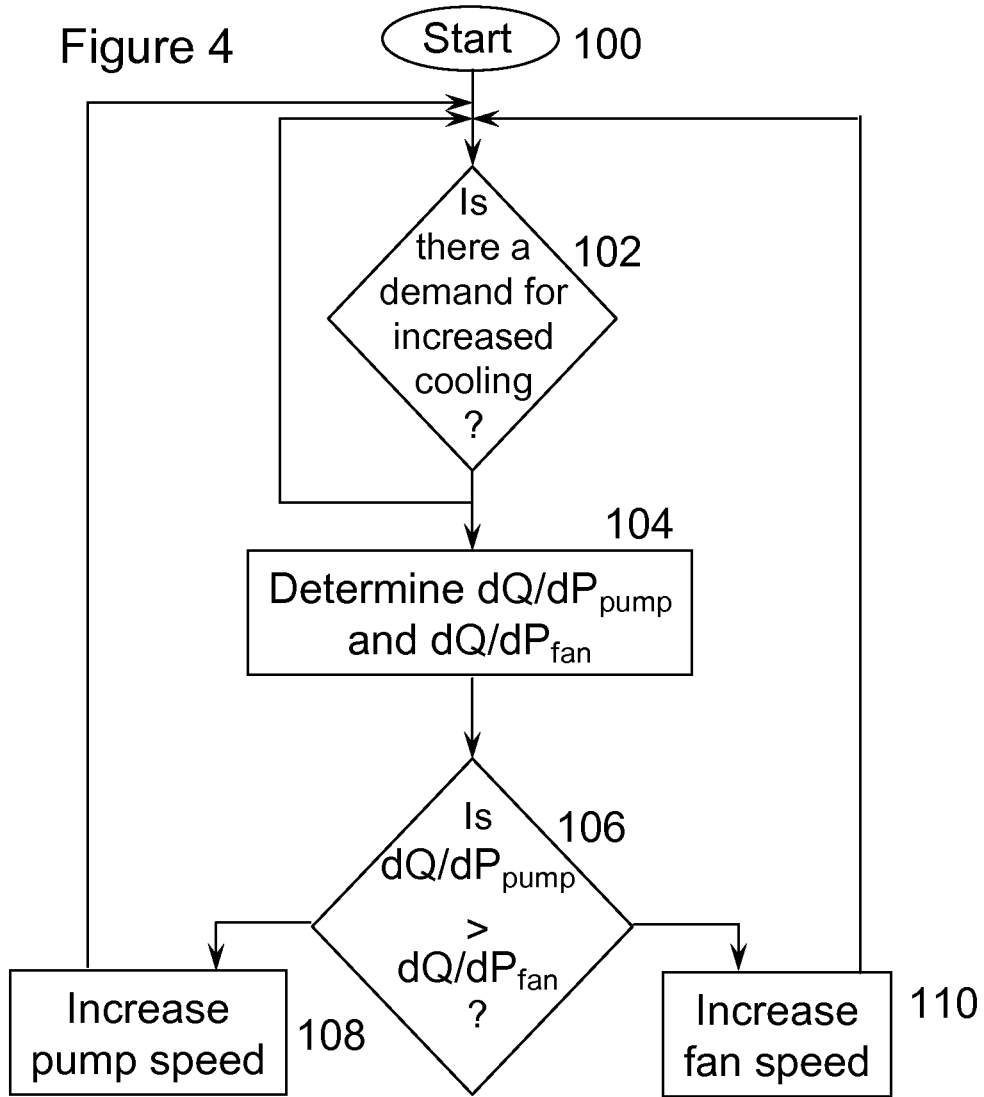 Figure 4
Start
100
Is
there a
demand for
increased
cooling
?
102
104
Determine dQ/dPpump
and dQ/dPfan
Is
dQ/dPpump
>
dQ/dPfan
?
106
Increase
pump speed
108
Increase
fan speed
110